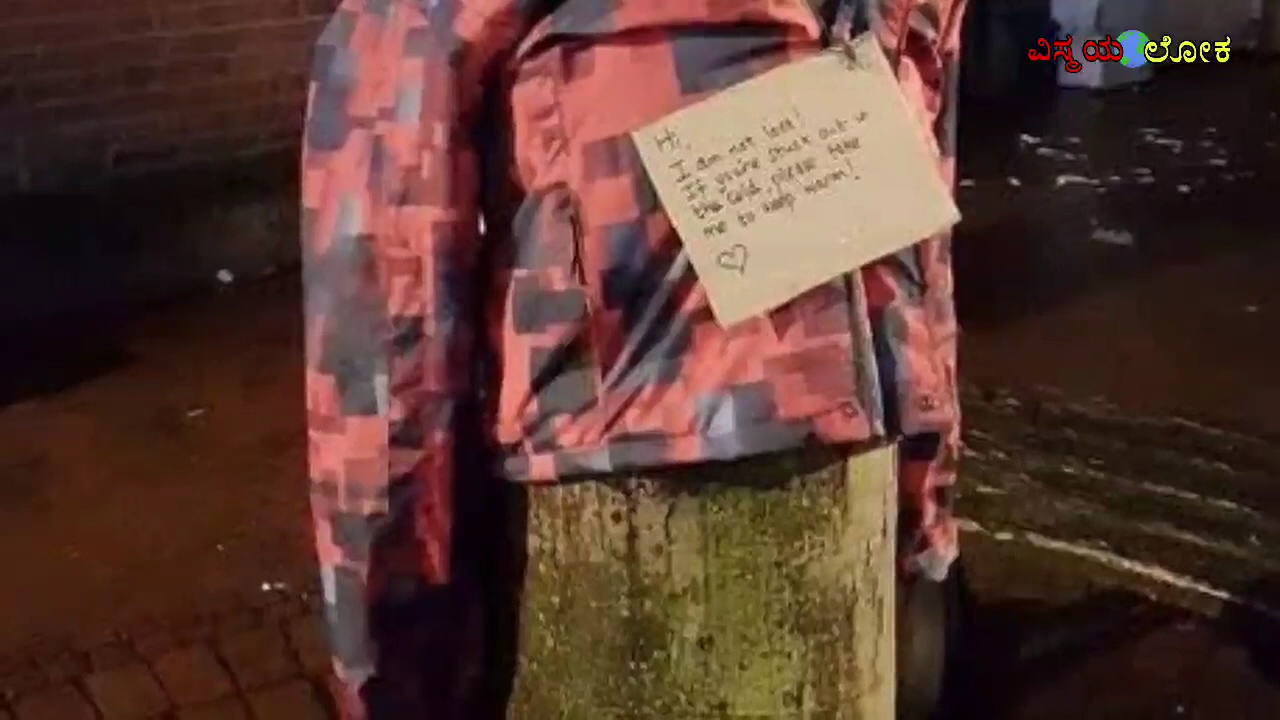 ವಿಸ್ಮಯ ಲೋಕ
Hi,
I am not lost!
If you're stuck out in
the cold, please take
me to keep warm!
♡